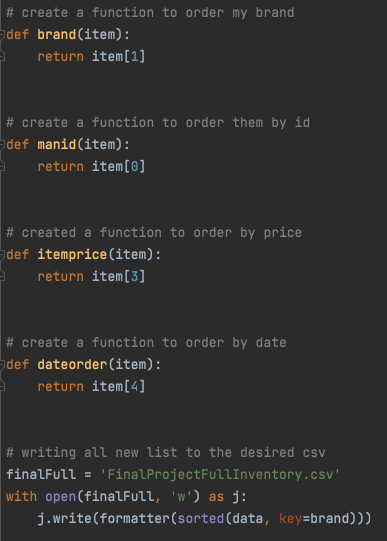 # create a function to order my brand
def brand(item):
    return item[1]
# create a function to order them by id
def manid(item):
    return item[0]
# created a function to order by price
def itemprice(item):
    return item[3]
# create a function to order by date
def dateorder(item):
    return item[4]
# writing all new list to the desired csv
finalFull = 'FinalProjectFullInventory.csv'
with open(finalFull, 'w') as j:
    j.write(formatter(sorted(data, key=brand)))